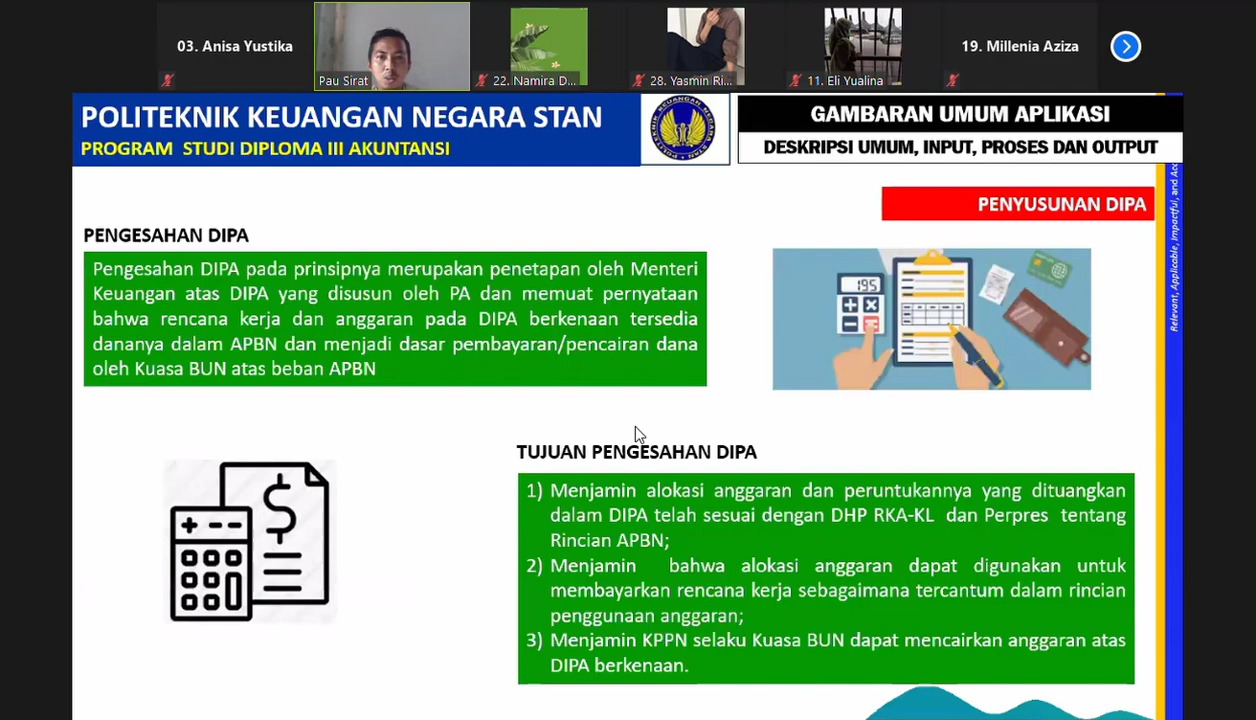 03. Anisa Yustika
Pau Sirat
22. Namira D...
28. Yasmin Ri...
11. Eli Yualina
19. Millenia Aziza
POLITEKNIK KEUANGAN NEGARA STAN
PROGRAM STUDI DIPLOMA III AKUNTANSI
GAMBARAN UMUM APLIKASI
DESKRIPSI UMUM, INPUT, PROSES DAN OUTPUT
PENYUSUNAN DIPA
Relevant, Applicable, Impactful, and Acc
PENGESAHAN DIPA
Pengesahan DIPA pada prinsipnya merupakan penetapan oleh Menteri
Keuangan atas DIPA yang disusun oleh PA dan memuat pernyataan
bahwa rencana kerja dan anggaran pada DIPA berkenaan tersedia
dananya dalam APBN dan menjadi dasar pembayaran/pencairan dana
oleh Kuasa BUN atas beban APBN
195
TUJUAN PENGESAHAN DIPA
1) Menjamin alokasi anggaran dan peruntukannya yang dituangkan
dalam DIPA telah sesuai dengan DHP RKA-KL dan Perpres tentang
Rincian APBN;
2) Menjamin bahwa alokasi anggaran dapat digunakan untuk
membayarkan rencana kerja sebagaimana tercantum dalam rincian
penggunaan anggaran;
3) Menjamin KPPN selaku Kuasa BUN dapat mencairkan anggaran atas
DIPA berkenaan.